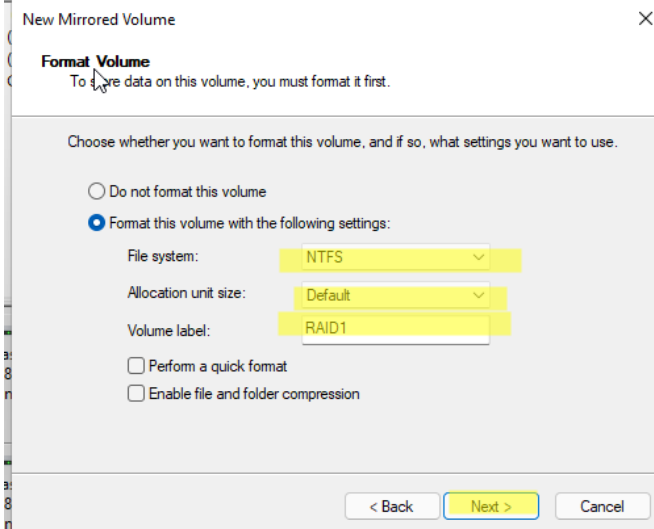 New Mirrored Volume
Format Volume
To store data on this volume, you must format it first.
Choose whether you want to format this volume, and if so, what settings you want to use.
Do not format this volume
Format this volume with the following settings:
File system: NTFS
Allocation unit size: Default
Volume label: RAID1
Perform a quick format
Enable file and folder compression
< Back Next > Cancel